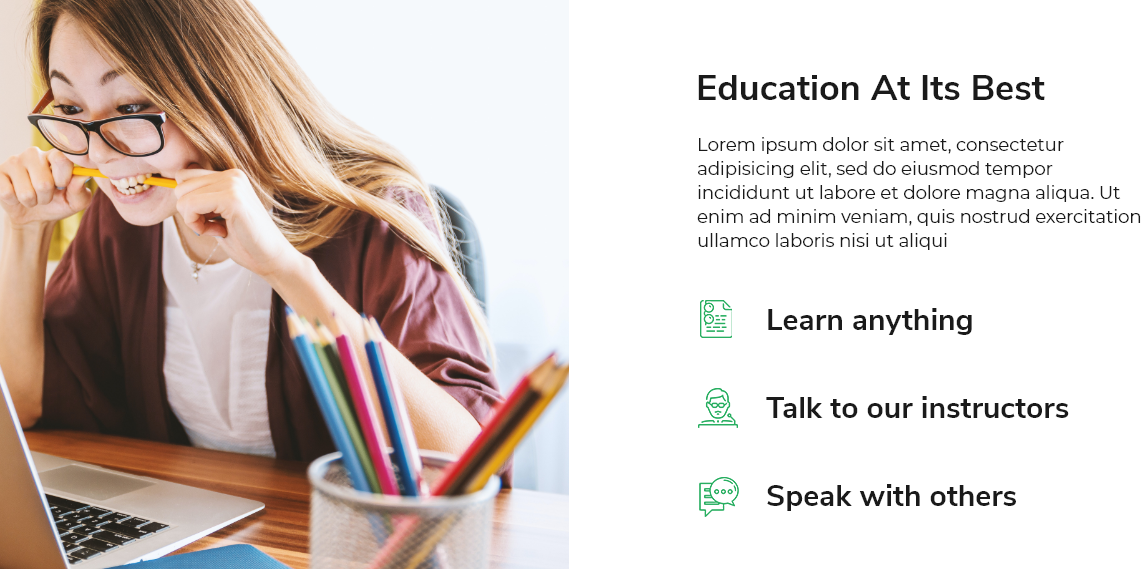 Education At Its Best
Lorem ipsum dolor sit amet, consectetur
adipisicing elit, sed do eiusmod tempor
incididunt ut labore et dolore magna aliqua. Ut
enim ad minim veniam, quis nostrud exercitation
ullamco laboris nisi ut aliqui
Learn anything
Talk to our instructors
Speak with others